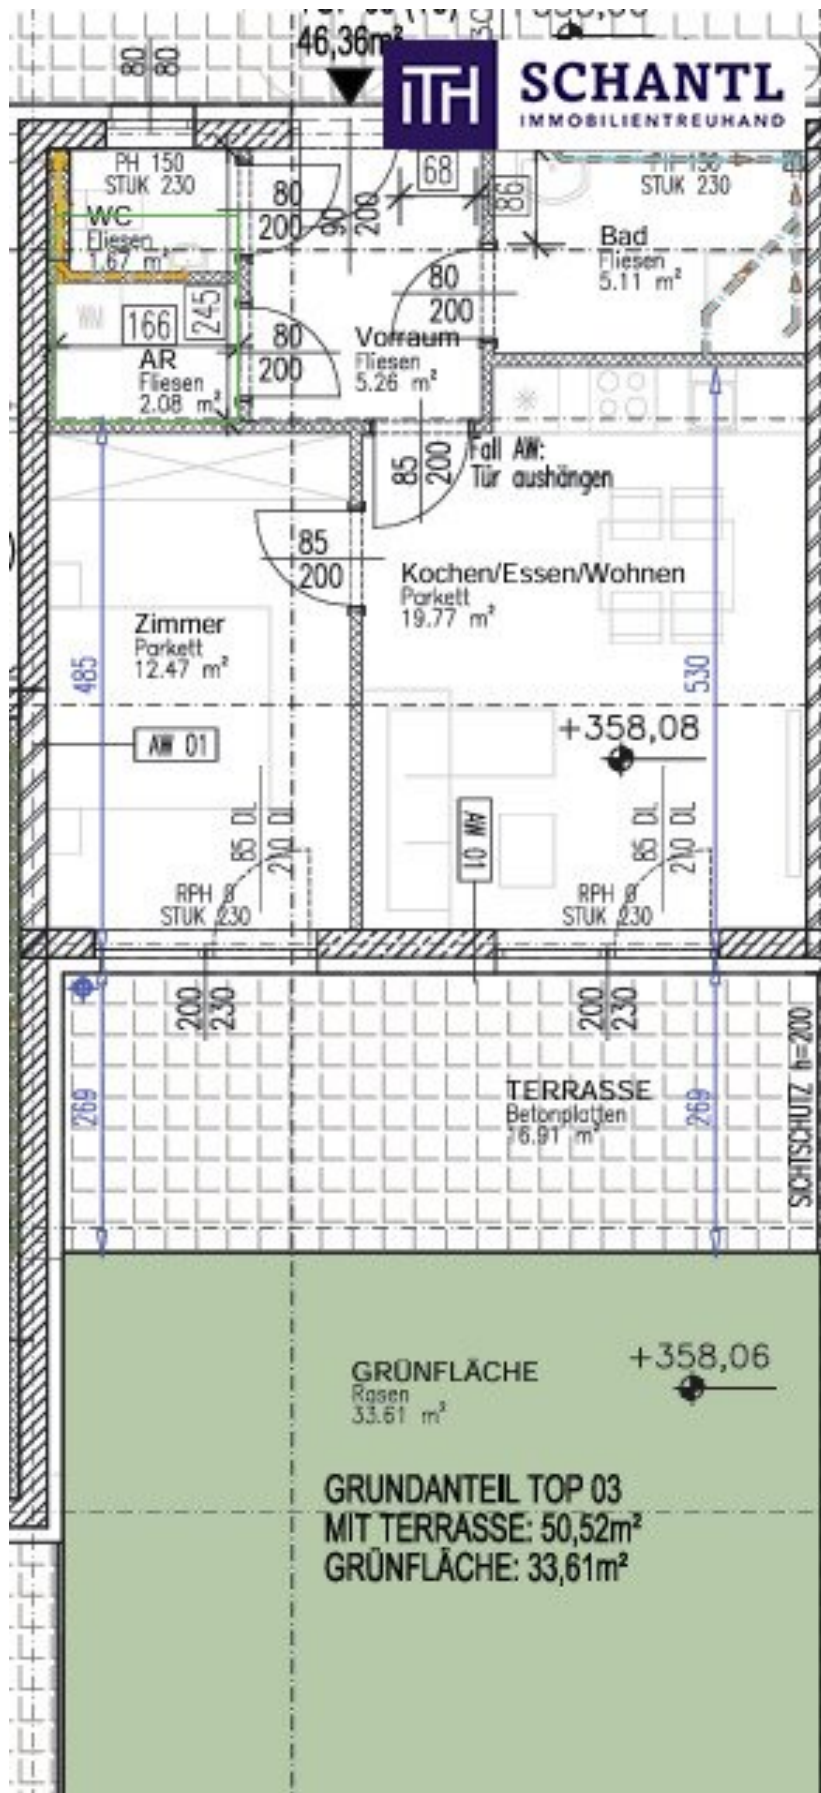 46,36m²
ITH SCHANTL
IMMOBILIENTREUHAND
80
80
PH 150
STUK 230
WC
Fliesen
1.67 m²
80
200
90
200
68
86
STUK 230
Bad
Fliesen
5.11 m²
80
200
166
245
WM
AR
Fliesen
2.08 m²
80
200
Vorraum
Fliesen
5.26 m²
85
200
Fall AW:
Tür aushängen
85
200
Kochen/Essen/Wohnen
Parkett
19.77 m²
Zimmer
Parkett
12.47 m²
485
530
AW 01
+358,08
AW 01
85 DL
210 DL
85 DL
210 DL
RPH 0
STUK 230
RPH 0
STUK 230
200
230
200
230
269
269
TERRASSE
Betonplatten
16.91 m²
SICHTSCHUTZ h=200
GRÜNFLÄCHE
Rasen
33.61 m²
+358,06
GRUNDANTEIL TOP 03
MIT TERRASSE: 50,52m²
GRÜNFLÄCHE: 33,61m²